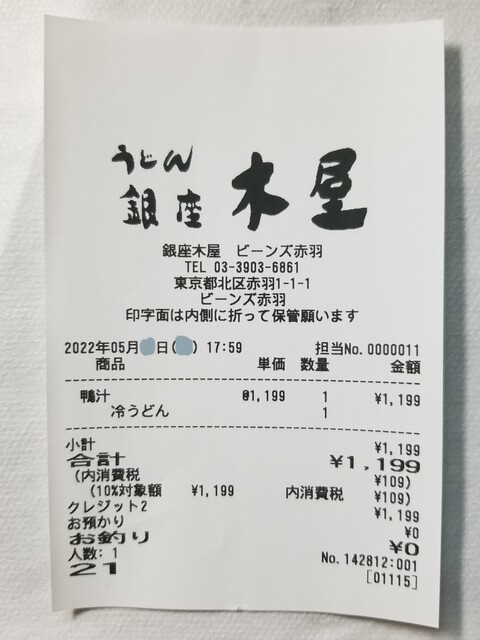 うどん
銀座 木屋
銀座木屋 ビーンズ赤羽
TEL 03-3903-6861
東京都北区赤羽1-1-1
ビーンズ赤羽
印字面は内側に折って保管願います
2022年05月 日( ) 17:59 担当No.0000011
商品 単価 数量 金額
鴨汁 @1,199 1 ¥1,199
冷うどん 1
小計 ¥1,199
合計 ¥1,199
(内消費税 ¥109)
(10%対象額 ¥1,199 内消費税 ¥109)
クレジット2 ¥1,199
お預かり ¥0
お釣り ¥0
人数: 1 No.142812:001
21 [01115]